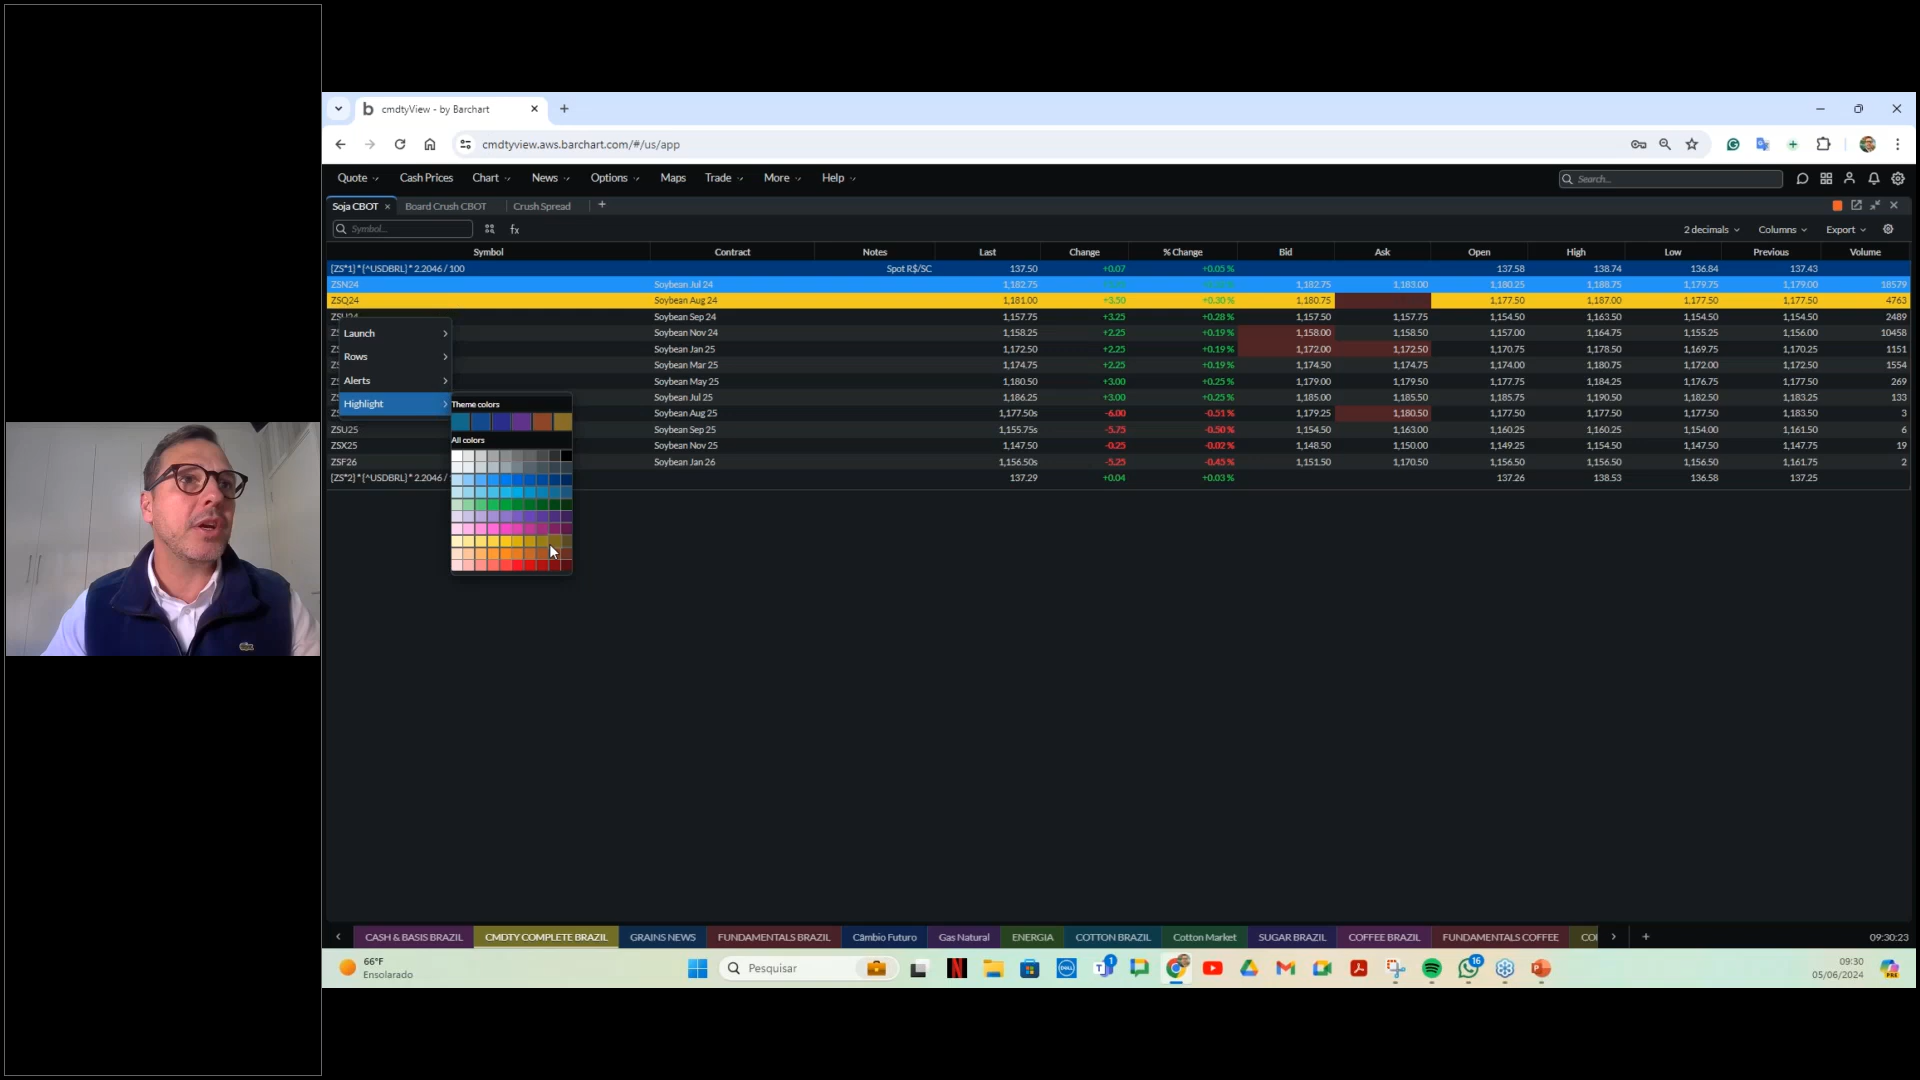 cmdtyView - by Barchart
cmdtyview.aws.barchart.com/#/us/app
Quote Cash Prices Chart News Options Maps Trade More Help Search...
Soja CBOT Board Crush CBOT Crush Spread
Symbol... fx 2 decimals Columns Export
Symbol Contract Notes Last Change % Change Bid Ask Open High Low Previous Volume
[ZS*1]*[^USDBRL]*2.2046/100 Spot R$/SC 137.50 +0.07 +0.05% 137.58 138.74 136.84 137.43
ZSN24 Soybean Jul 24 1,182.75 1,182.75 1,183.00 1,180.25 1,188.75 1,179.75 1,179.00 18579
ZSQ24 Soybean Aug 24 1,181.00 +3.50 +0.30% 1,180.75 1,177.50 1,187.00 1,177.50 1,177.50 4763
ZSU24 Soybean Sep 24 1,157.75 +3.25 +0.28% 1,157.50 1,157.75 1,154.50 1,163.50 1,154.50 1,154.50 2489
Soybean Nov 24 1,158.25 +2.25 +0.19% 1,158.00 1,158.50 1,157.00 1,164.75 1,155.25 1,156.00 10458
Soybean Jan 25 1,172.50 +2.25 +0.19% 1,172.00 1,172.50 1,170.75 1,178.50 1,169.75 1,170.25 1151
Soybean Mar 25 1,174.75 +2.25 +0.19% 1,174.50 1,174.75 1,174.00 1,180.75 1,172.00 1,172.50 1554
Soybean May 25 1,180.50 +3.00 +0.25% 1,179.00 1,179.50 1,177.75 1,184.25 1,176.75 1,177.50 269
Soybean Jul 25 1,186.25 +3.00 +0.25% 1,185.00 1,185.50 1,185.75 1,190.50 1,182.50 1,183.25 133
Soybean Aug 25 1,177.50s -6.00 -0.51% 1,179.25 1,180.50 1,177.50 1,177.50 1,177.50 1,183.50 3
ZSU25 Soybean Sep 25 1,155.75s -5.75 -0.50% 1,154.50 1,163.00 1,160.25 1,160.25 1,154.00 1,161.50 6
ZSX25 Soybean Nov 25 1,147.50 -0.25 -0.02% 1,148.50 1,150.00 1,149.25 1,154.50 1,147.50 1,147.75 19
ZSF26 Soybean Jan 26 1,156.50s -5.25 -0.45% 1,151.50 1,170.50 1,156.50 1,156.50 1,156.50 1,161.75 2
[ZS*2]*[^USDBRL]*2.2046/ 137.29 +0.04 +0.03% 137.26 138.53 136.58 137.25
Launch
Rows
Alerts
Highlight
Theme colors
All colors
CASH & BASIS BRAZIL CMDTY COMPLETE BRAZIL GRAINS NEWS FUNDAMENTALS BRAZIL Câmbio Futuro Gas Natural ENERGIA COTTON BRAZIL Cotton Market SUGAR BRAZIL COFFEE BRAZIL FUNDAMENTALS COFFEE 09:30:23
66°F
Ensolarado
Pesquisar
DELL
1
16
PRE
09:30
05/06/2024